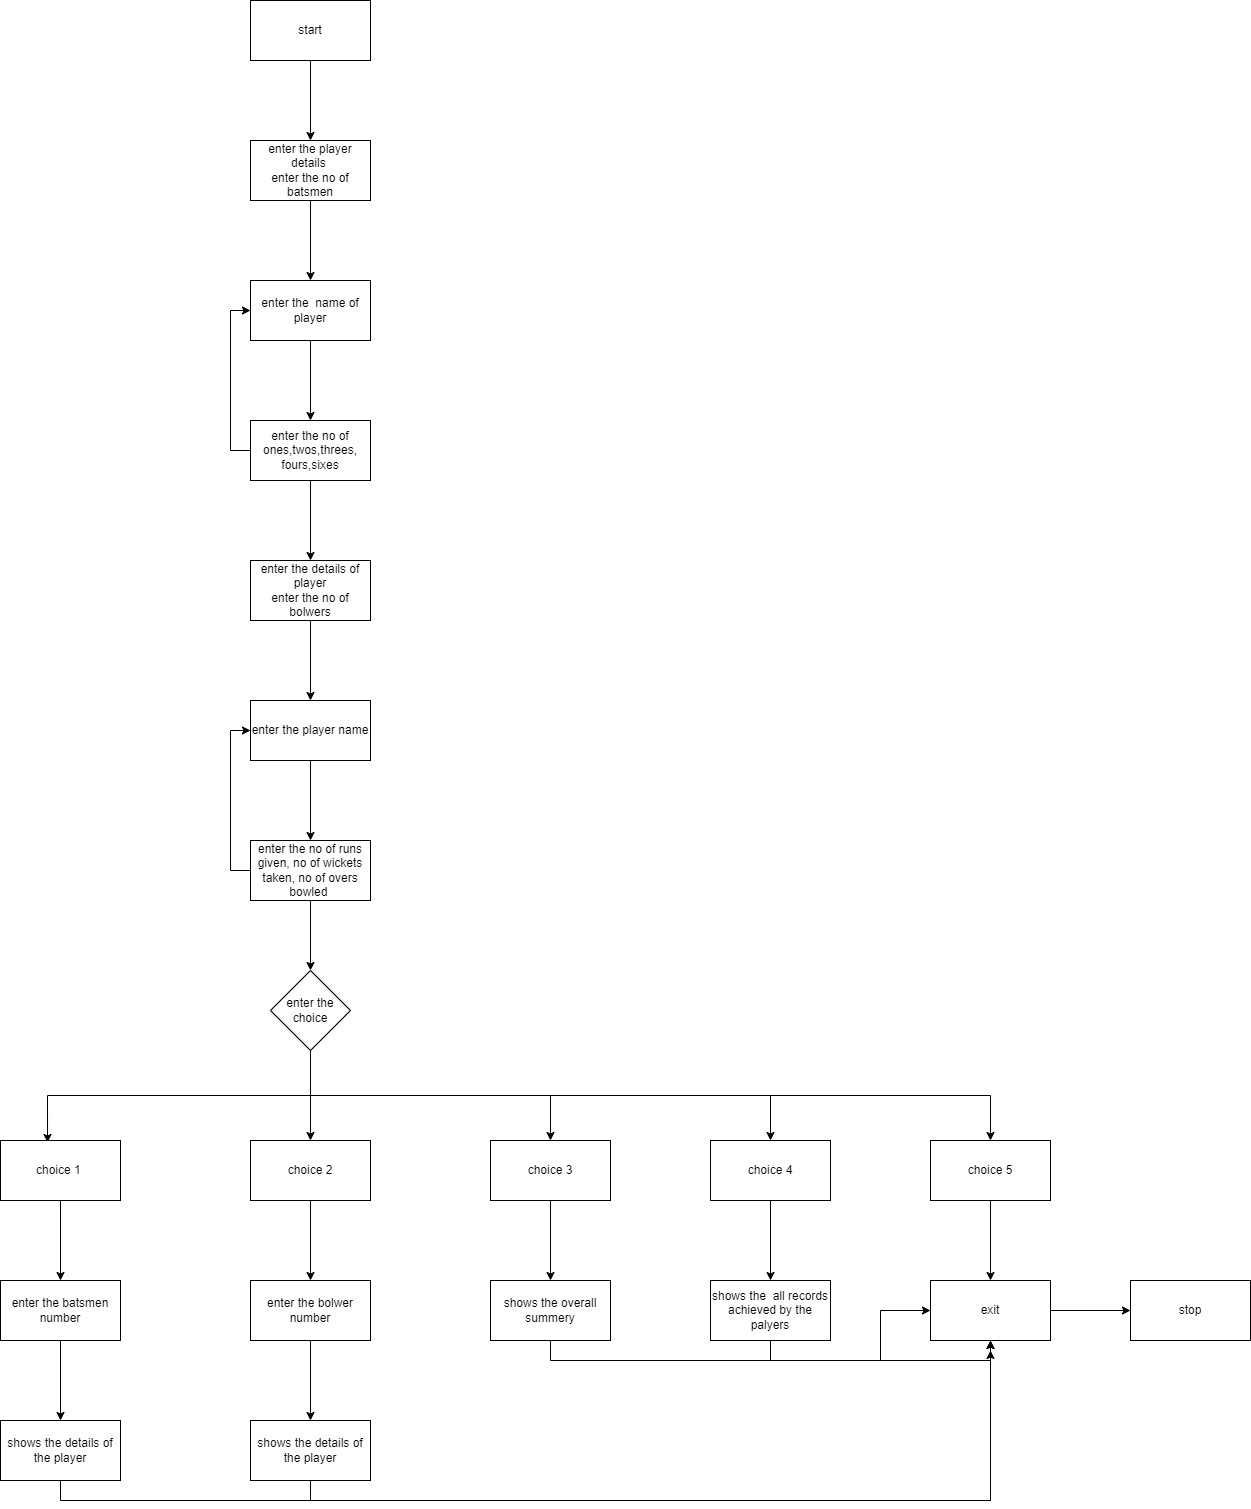 start
enter the player
details
enter the no of
batsmen
enter the  name of
player
enter the no of
ones,twos,threes,
fours,sixes
enter the details of
player
enter the no of
bolwers
enter the player name
enter the no of runs
given, no of wickets
taken, no of overs
bowled
enter the
choice
choice 1
choice 2
choice 3
choice 4
choice 5
enter the batsmen
number
enter the bolwer
number
shows the overall
summery
shows the  all records
achieved by the
palyers
exit
stop
shows the details of
the player
shows the details of
the player